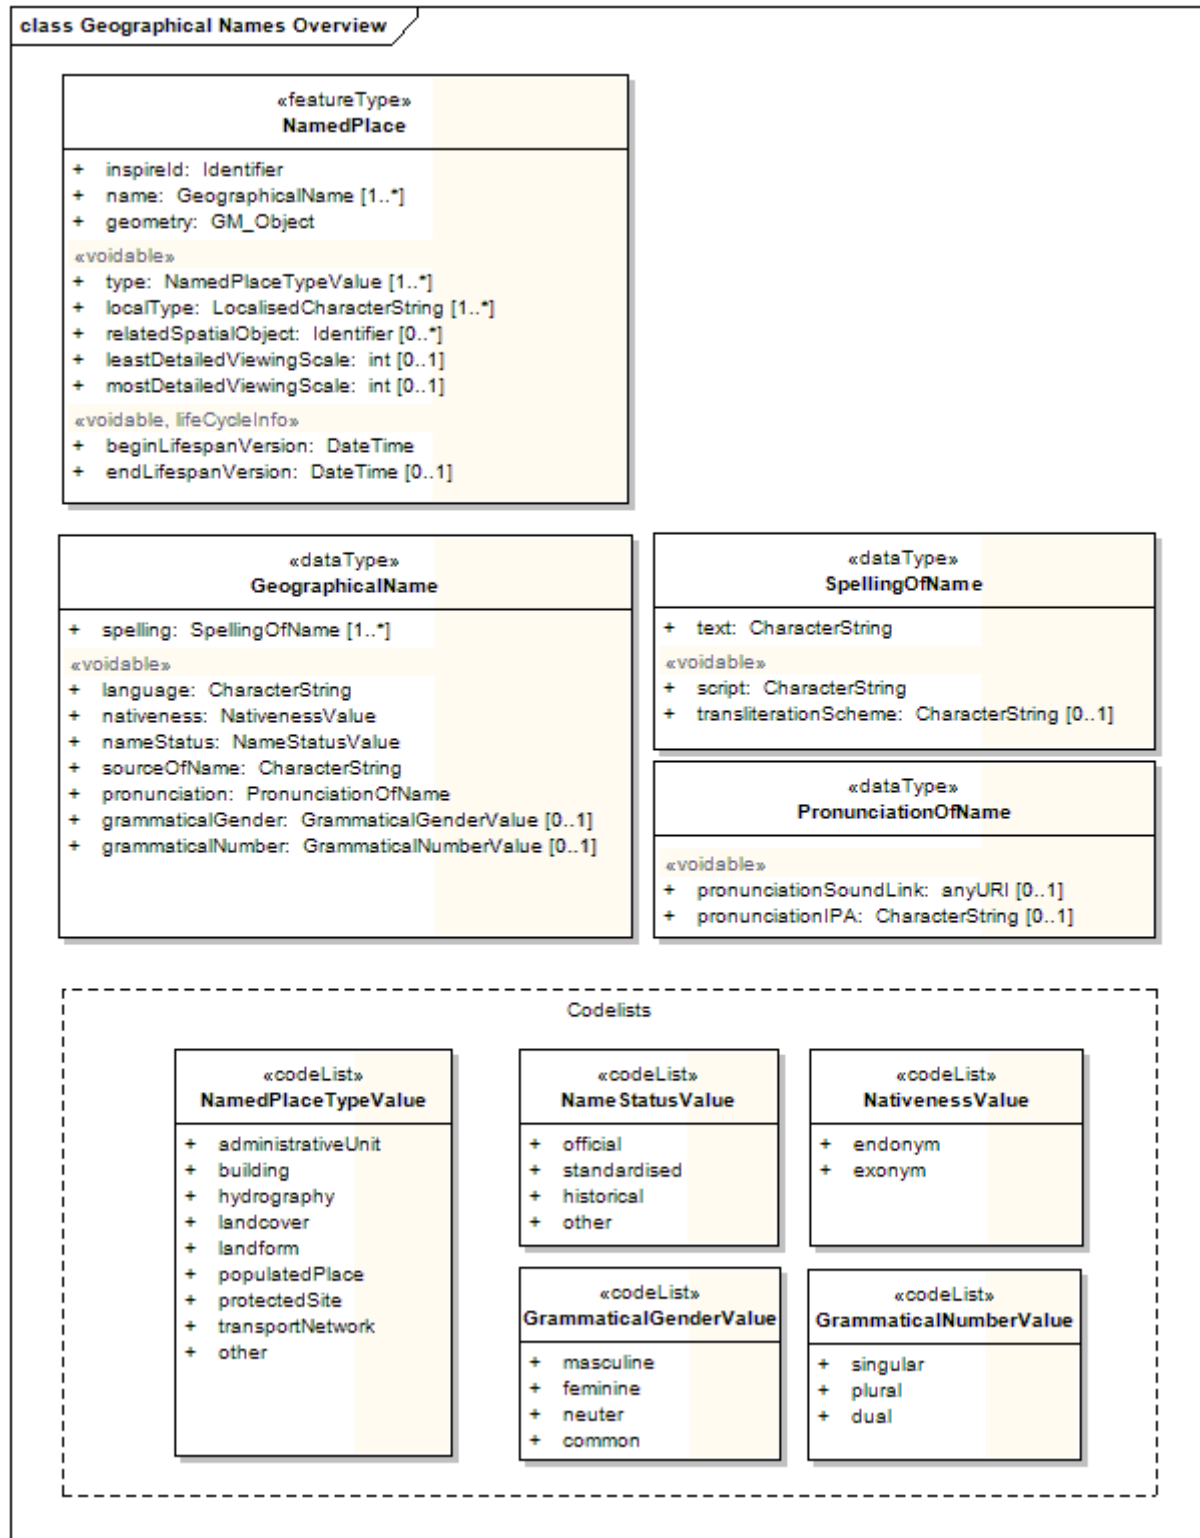 class Geographical Names Overview
«featureType»
NamedPlace
+ inspireId: Identifier
+ name: GeographicalName [1..*]
+ geometry: GM_Object
«voidable»
+ type: NamedPlaceTypeValue [1..*]
+ localType: LocalisedCharacterString [1..*]
+ relatedSpatialObject: Identifier [0..*]
+ leastDetailedViewingScale: int [0..1]
+ mostDetailedViewingScale: int [0..1]
«voidable, lifeCycleInfo»
+ beginLifespanVersion: DateTime
+ endLifespanVersion: DateTime [0..1]
«dataType»
GeographicalName
+ spelling: SpellingOfName [1..*]
«voidable»
+ language: CharacterString
+ nativeness: NativenessValue
+ nameStatus: NameStatusValue
+ sourceOfName: CharacterString
+ pronunciation: PronunciationOfName
+ grammaticalGender: GrammaticalGenderValue [0..1]
+ grammaticalNumber: GrammaticalNumberValue [0..1]
«dataType»
SpellingOfName
+ text: CharacterString
«voidable»
+ script: CharacterString
+ transliterationScheme: CharacterString [0..1]
«dataType»
PronunciationOfName
«voidable»
+ pronunciationSoundLink: anyURI [0..1]
+ pronunciationIPA: CharacterString [0..1]
Codelists
«codeList»
NamedPlaceTypeValue
+ administrativeUnit
+ building
+ hydrography
+ landcover
+ landform
+ populatedPlace
+ protectedSite
+ transportNetwork
+ other
«codeList»
NameStatusValue
+ official
+ standardised
+ historical
+ other
«codeList»
NativenessValue
+ endonym
+ exonym
«codeList»
GrammaticalGenderValue
+ masculine
+ feminine
+ neuter
+ common
«codeList»
GrammaticalNumberValue
+ singular
+ plural
+ dual